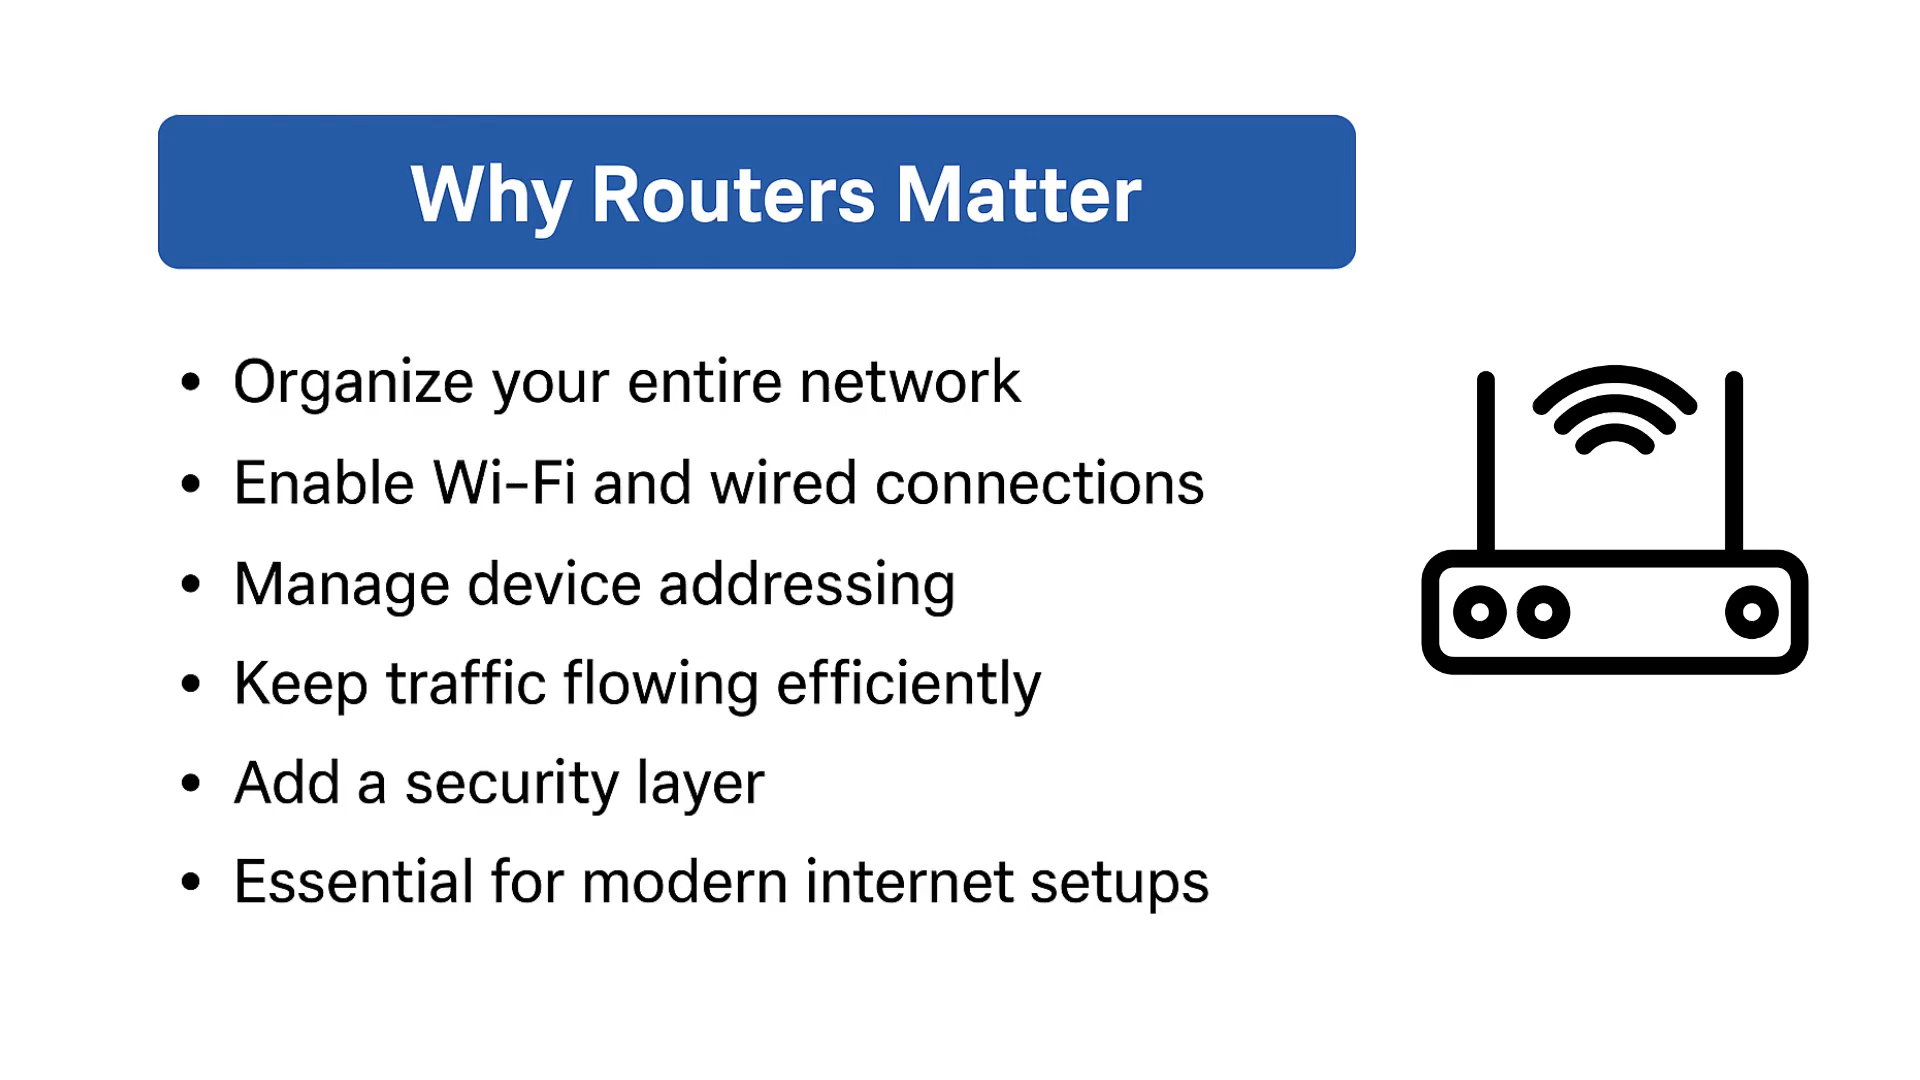 Why Routers Matter
• Organize your entire network
• Enable Wi-Fi and wired connections
• Manage device addressing
• Keep traffic flowing efficiently
• Add a security layer
• Essential for modern internet setups